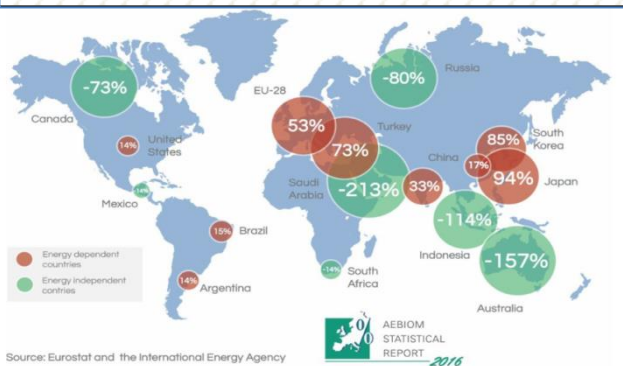 -73%
Canada
14%
United
States
-14%
Mexico
15%
Brazil
14%
Argentina
EU-28
53%
-80%
Russia
Turkey
73%
Saudi
Arabia
-213%
33%
China
17%
85%
South
Korea
94%
Japan
-114%
Indonesia
-157%
Australia
-14%
South
Africa
Energy dependent
countries
Energy independent
contries
AEBIOM
STATISTICAL
REPORT
2016
Source: Eurostat and the International Energy Agency